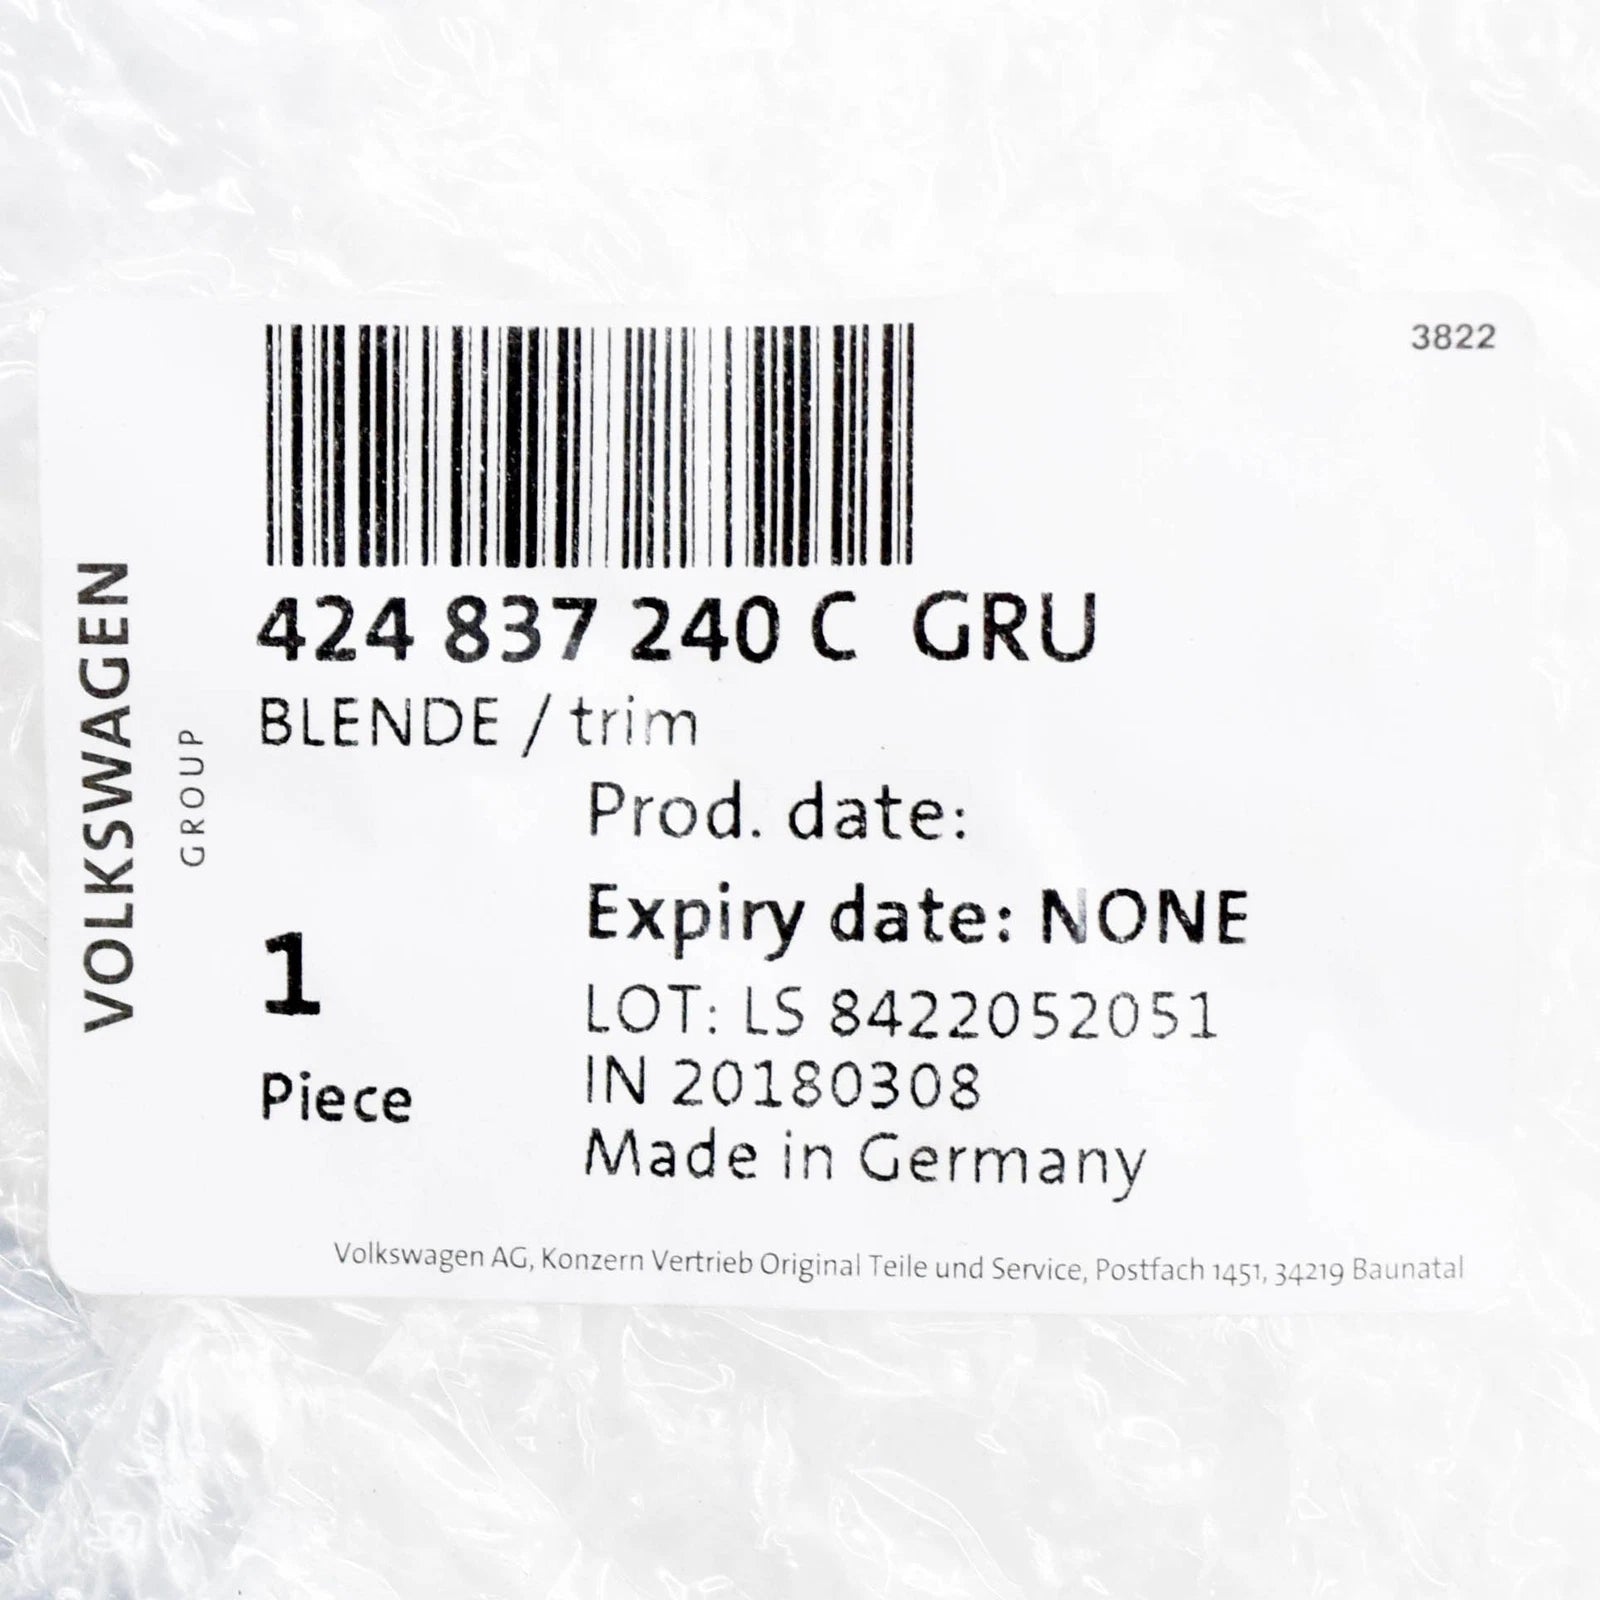 3822
424 837 240 C GRU
BLENDE / trim
Prod. date:
Expiry date: NONE
LOT: LS 8422052051
IN 20180308
Made in Germany
1
Piece
VOLKSWAGEN
GROUP
Volkswagen AG, Konzern Vertrieb Original Teile und Service, Postfach 1451, 34219 Baunatal